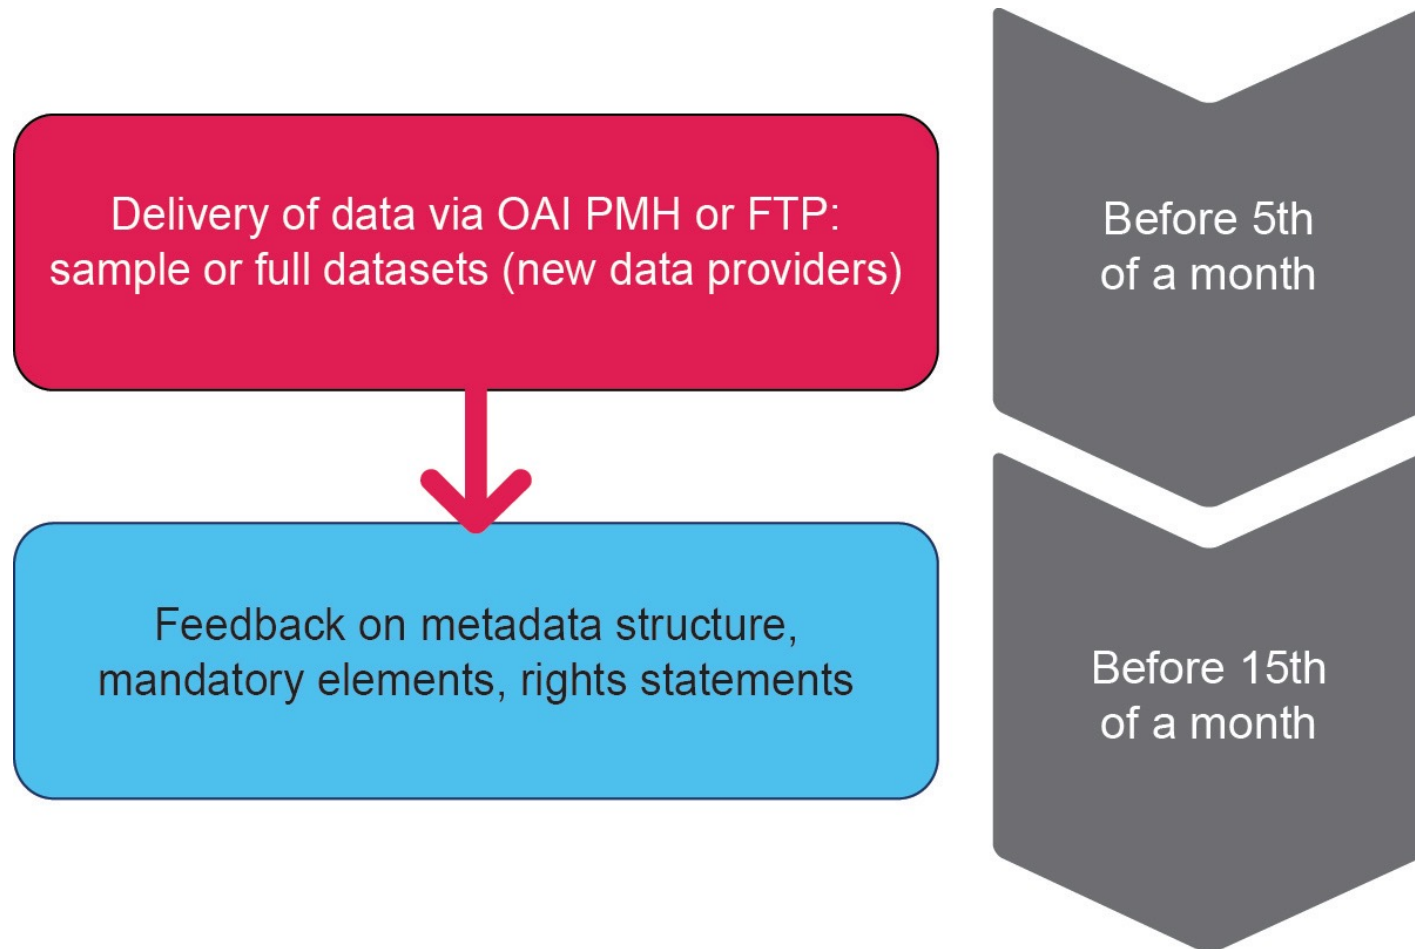 Delivery of data via OAI PMH or FTP:
sample or full datasets (new data providers)
Before 5th
of a month
Feedback on metadata structure,
mandatory elements, rights statements
Before 15th
of a month